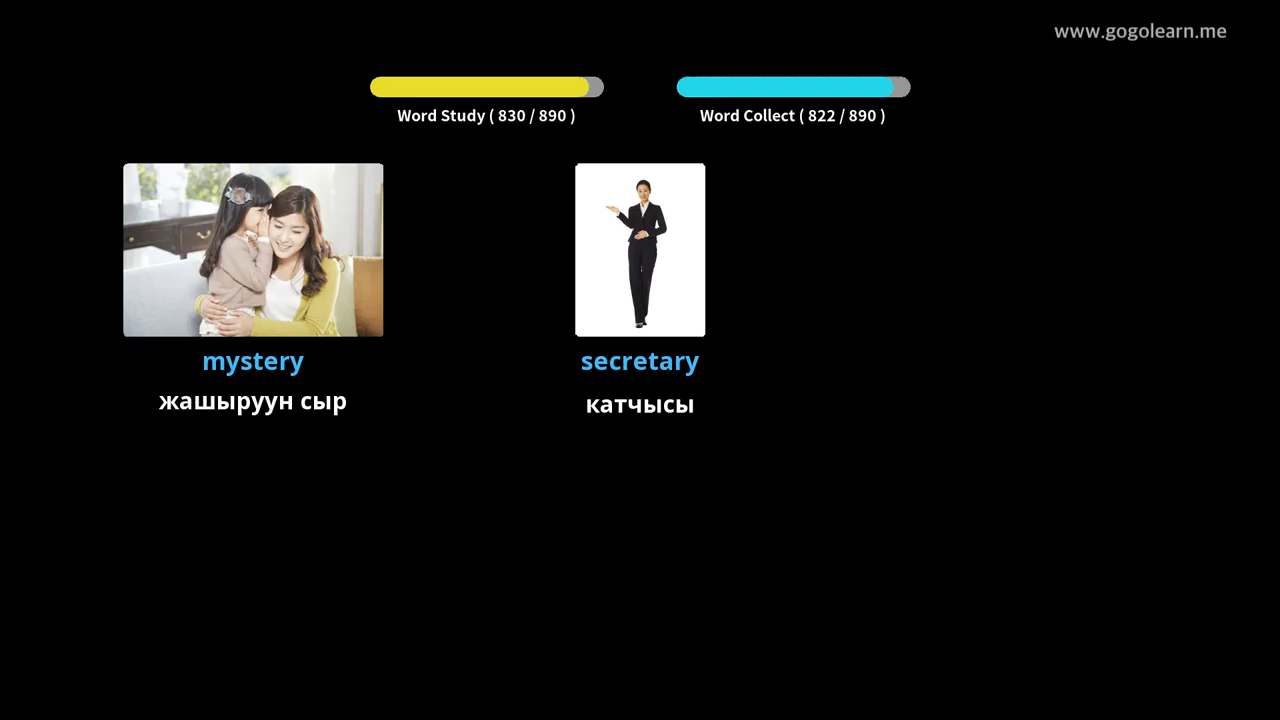 www.gogolearn.me
Word Study ( 830 / 890 )
Word Collect ( 822 / 890 )
mystery
жашыруун сыр
secretary
катчысы